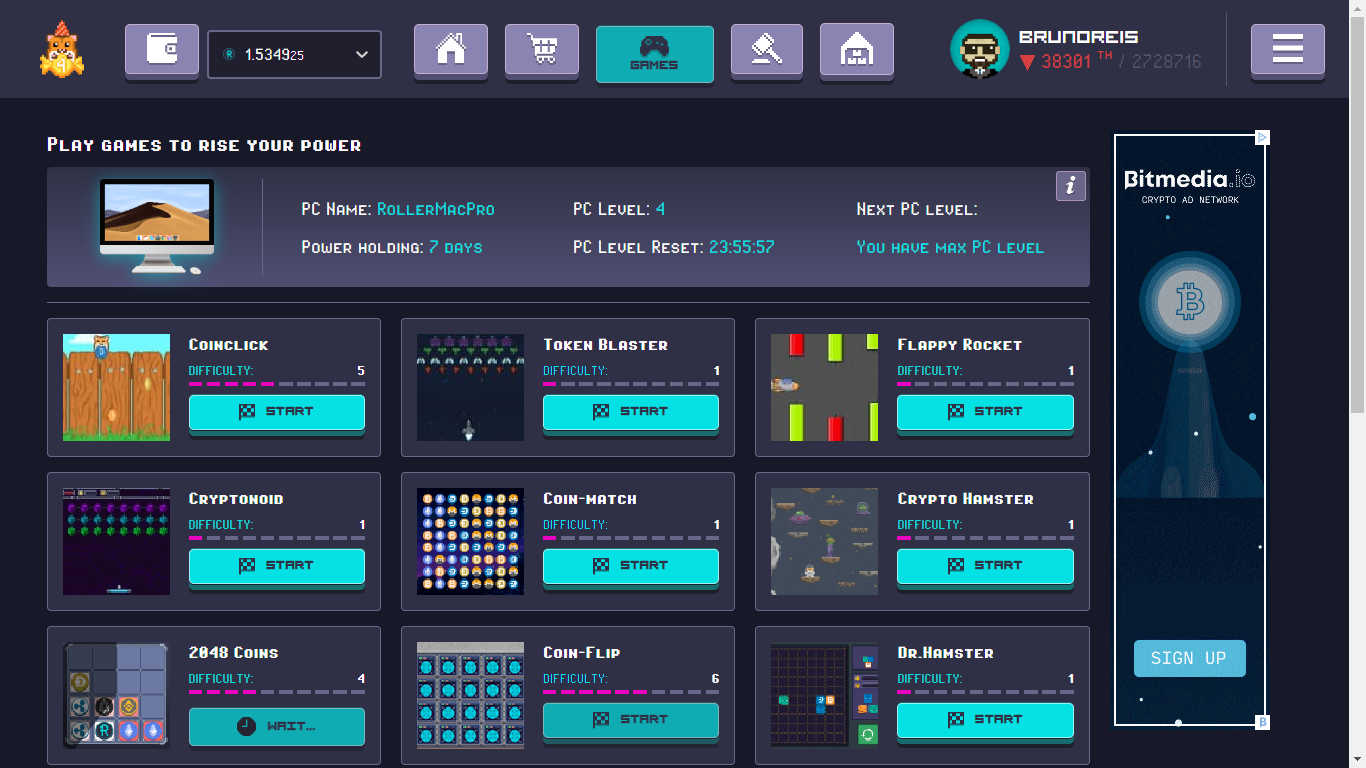 1.534925
GAMES
BRUNOREIS
38301 TH / 2728716
Play games to rise your power
PC Name: RollerMacPro
PC Level: 4
Next PC level:
Power holding: 7 days
PC Level Reset: 23:55:57
You have max PC level
i
Coinclick
Difficulty: 5
START
Token Blaster
Difficulty: 1
START
Flappy Rocket
Difficulty: 1
START
Cryptonoid
Difficulty: 1
START
Coin-match
Difficulty: 1
START
Crypto Hamster
Difficulty: 1
START
2048 Coins
Difficulty: 4
WAIT...
Coin-Flip
Difficulty: 6
START
Dr.Hamster
Difficulty: 1
START
Bitmedia.io
CRYPTO AD NETWORK
SIGN UP